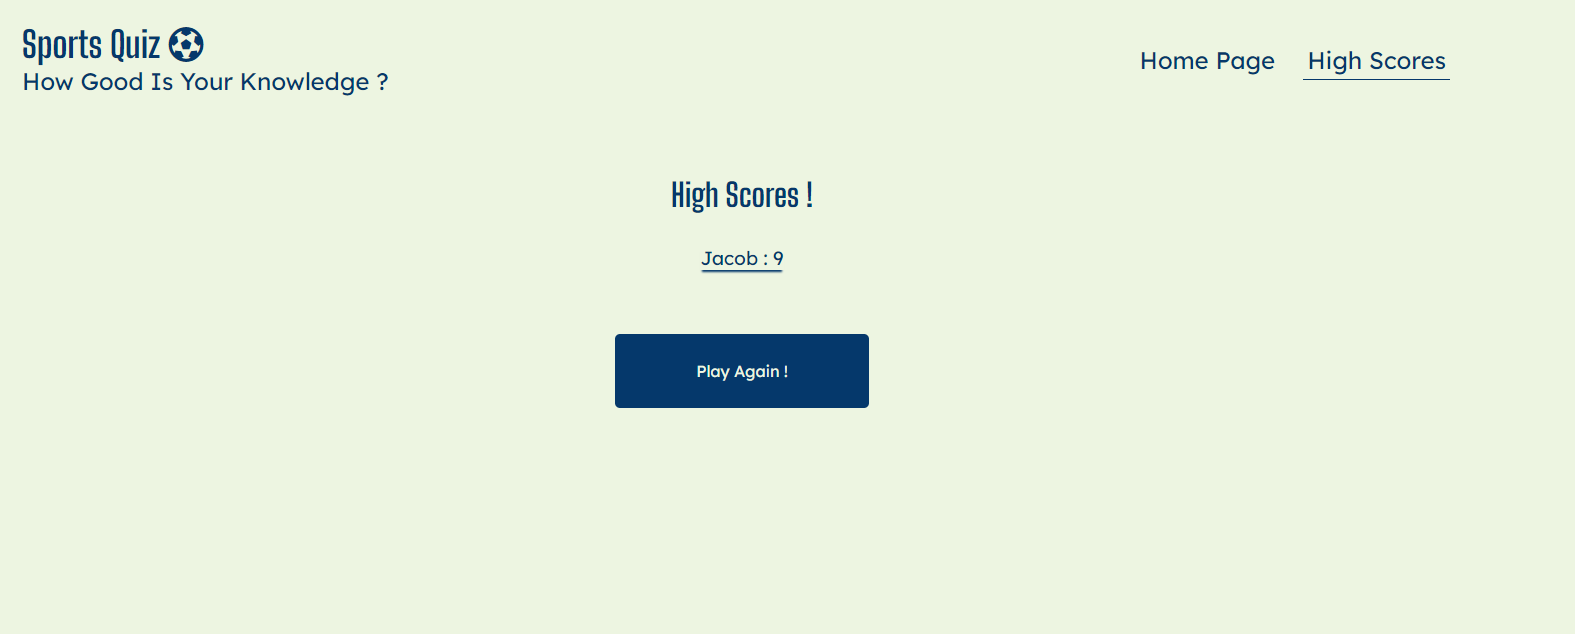 Sports Quiz
How Good Is Your Knowledge ?
Home Page
High Scores
High Scores !
Jacob : 9
Play Again !